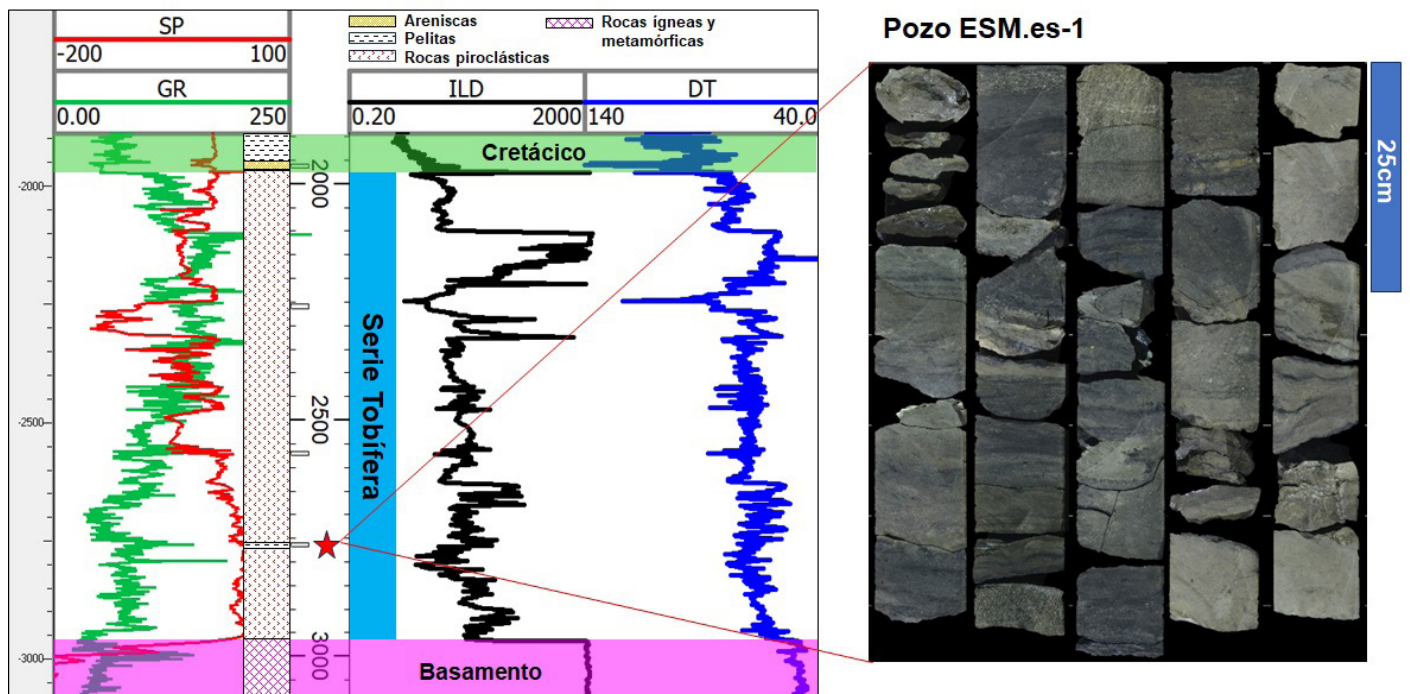 SP
-200 100
GR
0.00 250
Areniscas
Pelitas
Rocas piroclásticas
Rocas ígneas y
metamórficas
ILD
0.20 2000
DT
140 40.0
Pozo ESM.es-1
25cm
Cretácico
-2000
2000
Serie Tobífera
-2500
2500
-3000
3000
Basamento